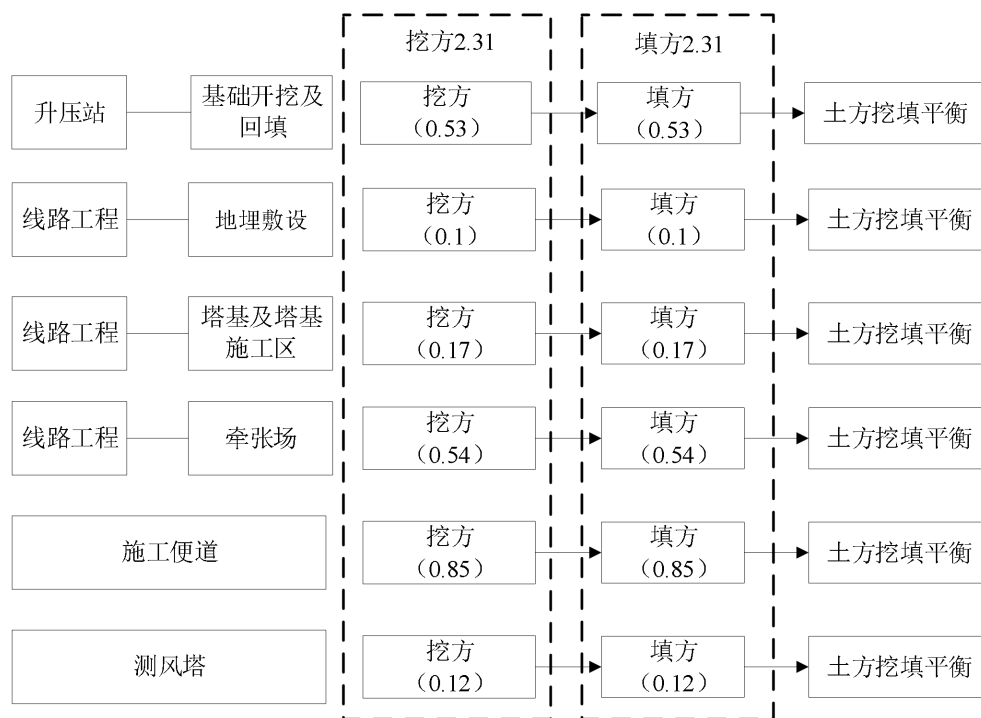 挖方2.31
填方2.31
升压站
基础开挖及
回填
挖方
（0.53）
填方
（0.53）
土方挖填平衡
线路工程
地埋敷设
挖方
（0.1）
填方
（0.1）
土方挖填平衡
线路工程
塔基及塔基
施工区
挖方
（0.17）
填方
（0.17）
土方挖填平衡
线路工程
牵张场
挖方
（0.54）
填方
（0.54）
土方挖填平衡
施工便道
挖方
（0.85）
填方
（0.85）
土方挖填平衡
测风塔
挖方
（0.12）
填方
（0.12）
土方挖填平衡